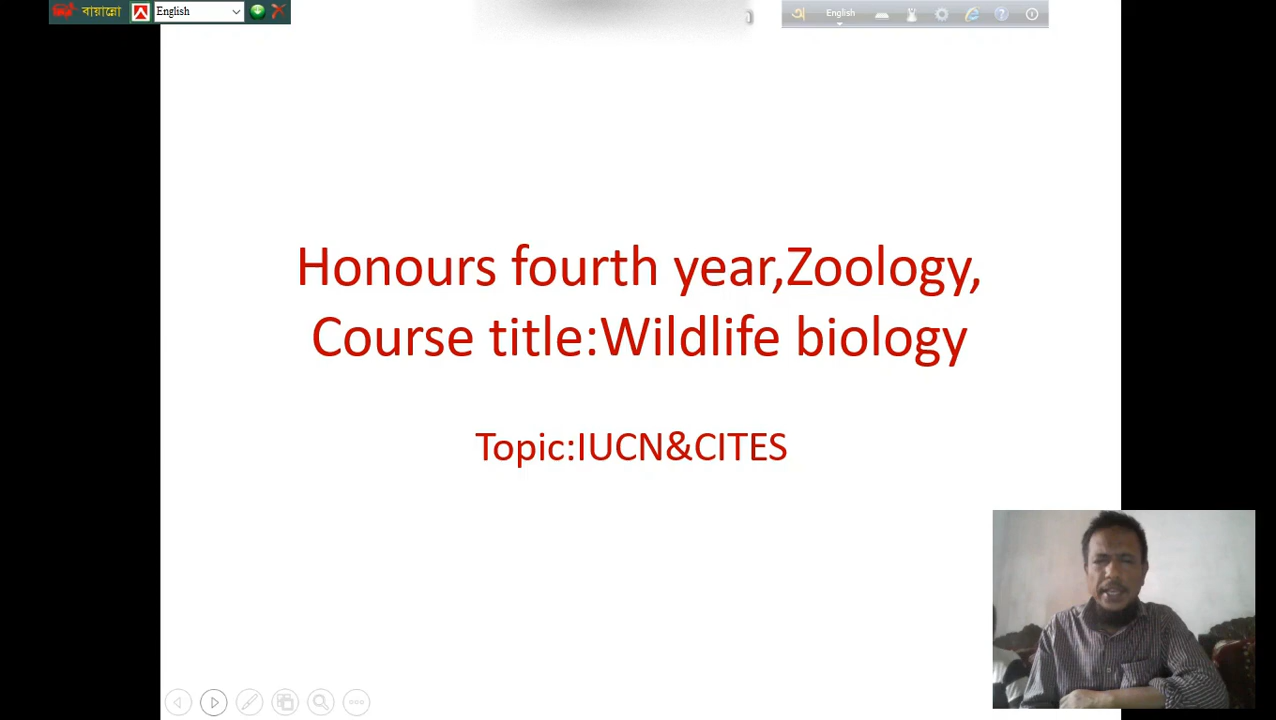 বায়ান্নো
English
অ
English
Honours fourth year,Zoology,
Course title:Wildlife biology
Topic:IUCN&CITES